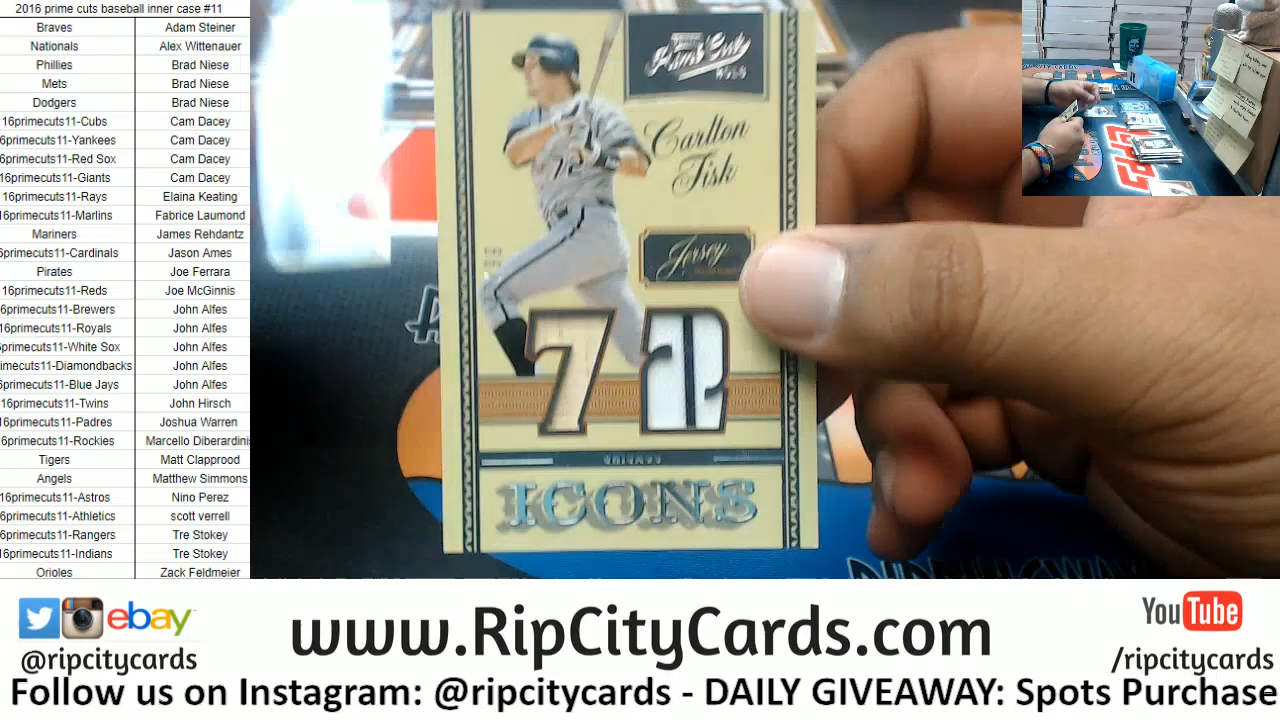 2016 prime cuts baseball inner case #11
Braves Adam Steiner
Nationals Alex Wittenauer
Phillies Brad Niese
Mets Brad Niese
Dodgers Brad Niese
16primecuts11-Cubs Cam Dacey
16primecuts11-Yankees Cam Dacey
6primecuts11-Red Sox Cam Dacey
16primecuts11-Giants Cam Dacey
16primecuts11-Rays Elaina Keating
16primecuts11-Marlins Fabrice Laumond
Mariners James Rehdantz
6primecuts11-Cardinals Jason Ames
Pirates Joe Ferrara
16primecuts11-Reds Joe McGinnis
6primecuts11-Brewers John Alfes
16primecuts11-Royals John Alfes
primecuts11-White Sox John Alfes
imecuts11-Diamondbacks John Alfes
6primecuts11-Blue Jays John Alfes
16primecuts11-Twins John Hirsch
16primecuts11-Padres Joshua Warren
6primecuts11-Rockies Marcello Diberardinis
Tigers Matt Clapprood
Angels Matthew Simmons
16primecuts11-Astros Nino Perez
6primecuts11-Athletics scott verrell
6primecuts11-Rangers Tre Stokey
16primecuts11-Indians Tre Stokey
Orioles Zack Feldmeier
Prime Cuts
Carlton
Fisk
72
Jersey
72
CHICAGO
ICONS
ebay
@ripcitycards
www.RipCityCards.com
YouTube
/ripcitycards
Follow us on Instagram: @ripcitycards - DAILY GIVEAWAY: Spots Purchase